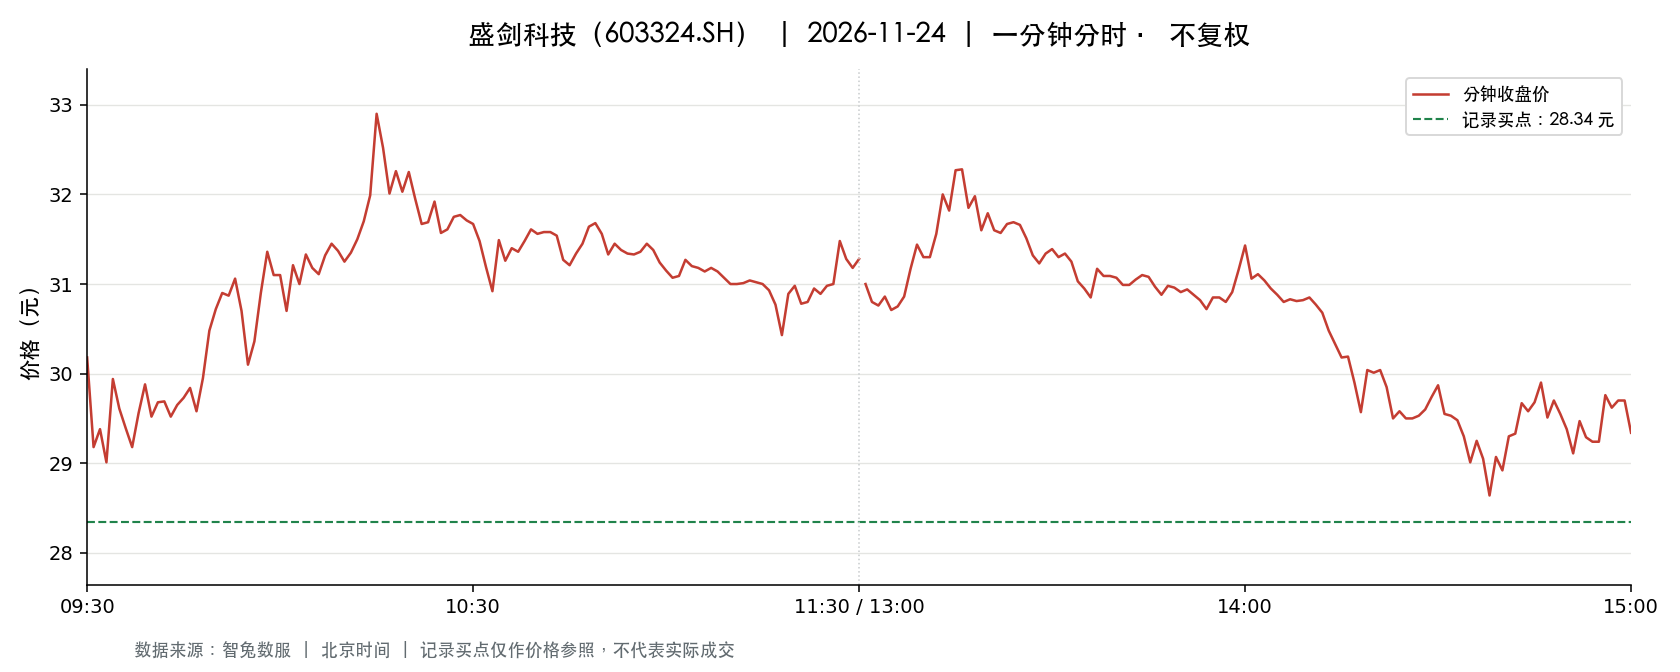 盛剑科技（603324.SH） | 2026-11-24 | 一分钟分时 · 不复权
分钟收盘价
记录买点：28.34 元
价格（元）
33
32
31
30
29
28
09:30
10:30
11:30 / 13:00
14:00
15:00
数据来源：智兔数服 | 北京时间 | 记录买点仅作价格参照，不代表实际成交